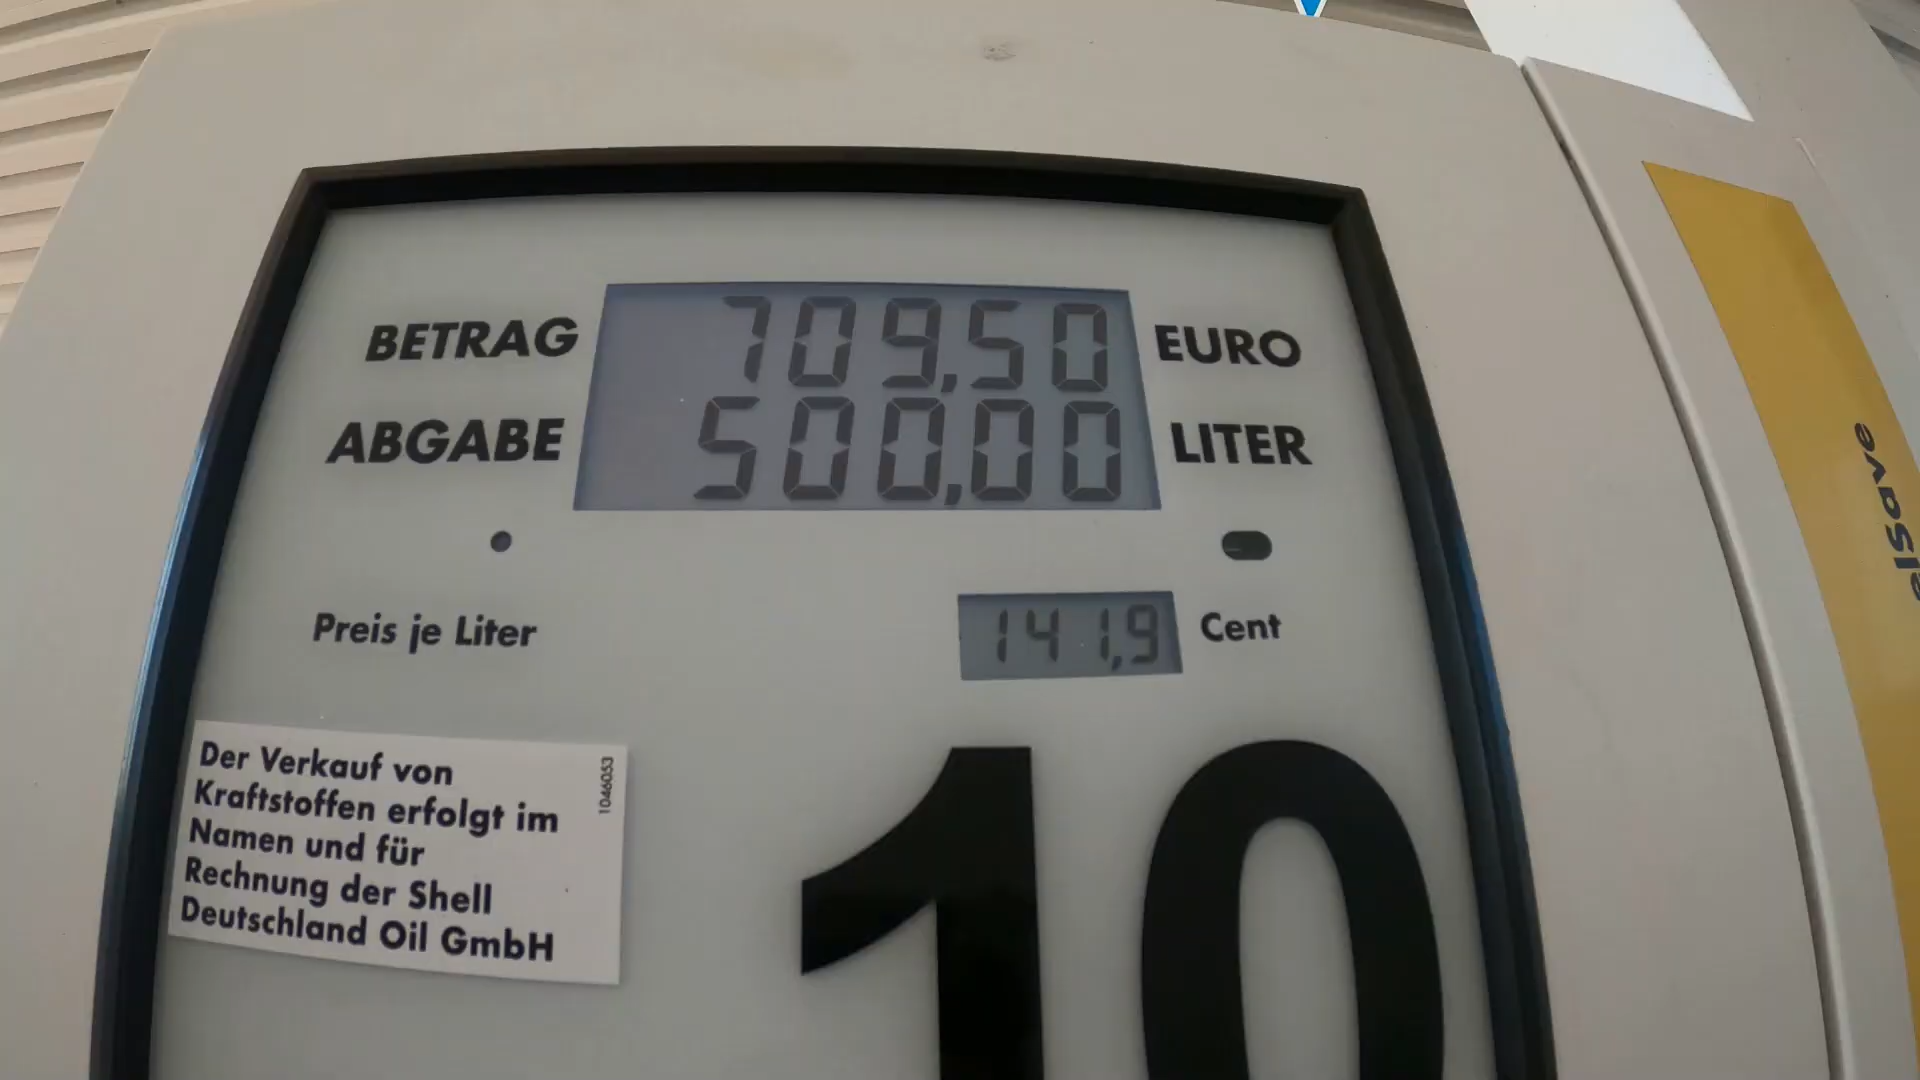 BETRAG 709,50 EURO
ABGABE 500,00 LITER
Preis je Liter 141,9 Cent
Der Verkauf von
Kraftstoffen erfolgt im
Namen und für
Rechnung der Shell
Deutschland Oil GmbH
1046053
10
elSave